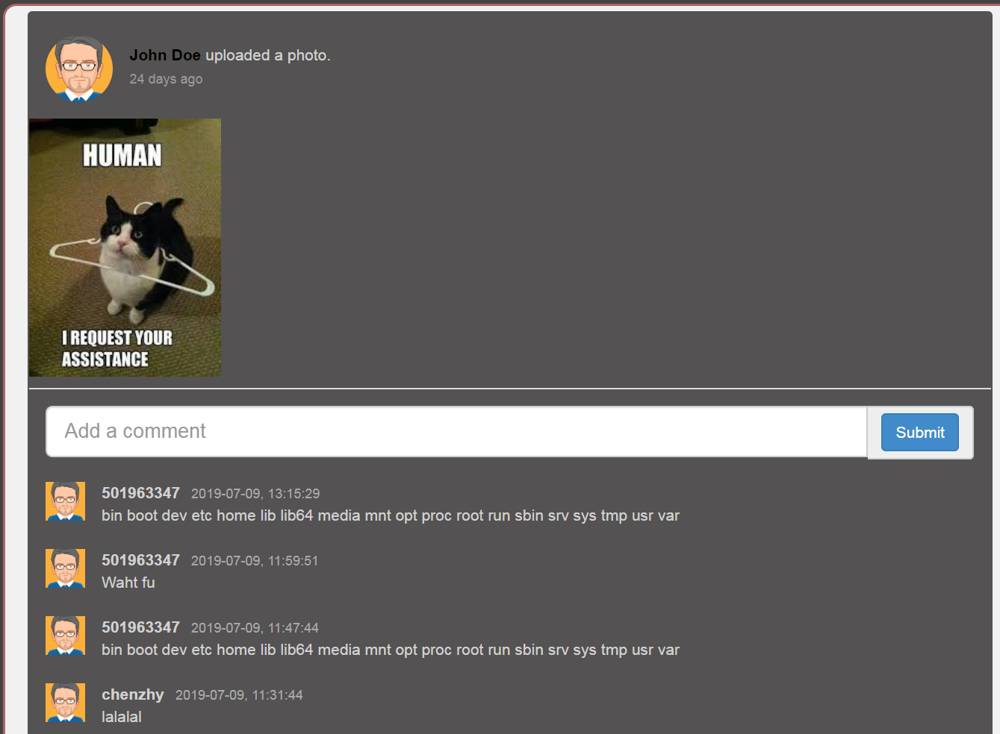 John Doe uploaded a photo.
24 days ago
HUMAN
I REQUEST YOUR
ASSISTANCE
Add a comment
Submit
501963347 2019-07-09, 13:15:29
bin boot dev etc home lib lib64 media mnt opt proc root run sbin srv sys tmp usr var
501963347 2019-07-09, 11:59:51
Waht fu
501963347 2019-07-09, 11:47:44
bin boot dev etc home lib lib64 media mnt opt proc root run sbin srv sys tmp usr var
chenzhy 2019-07-09, 11:31:44
lalalal